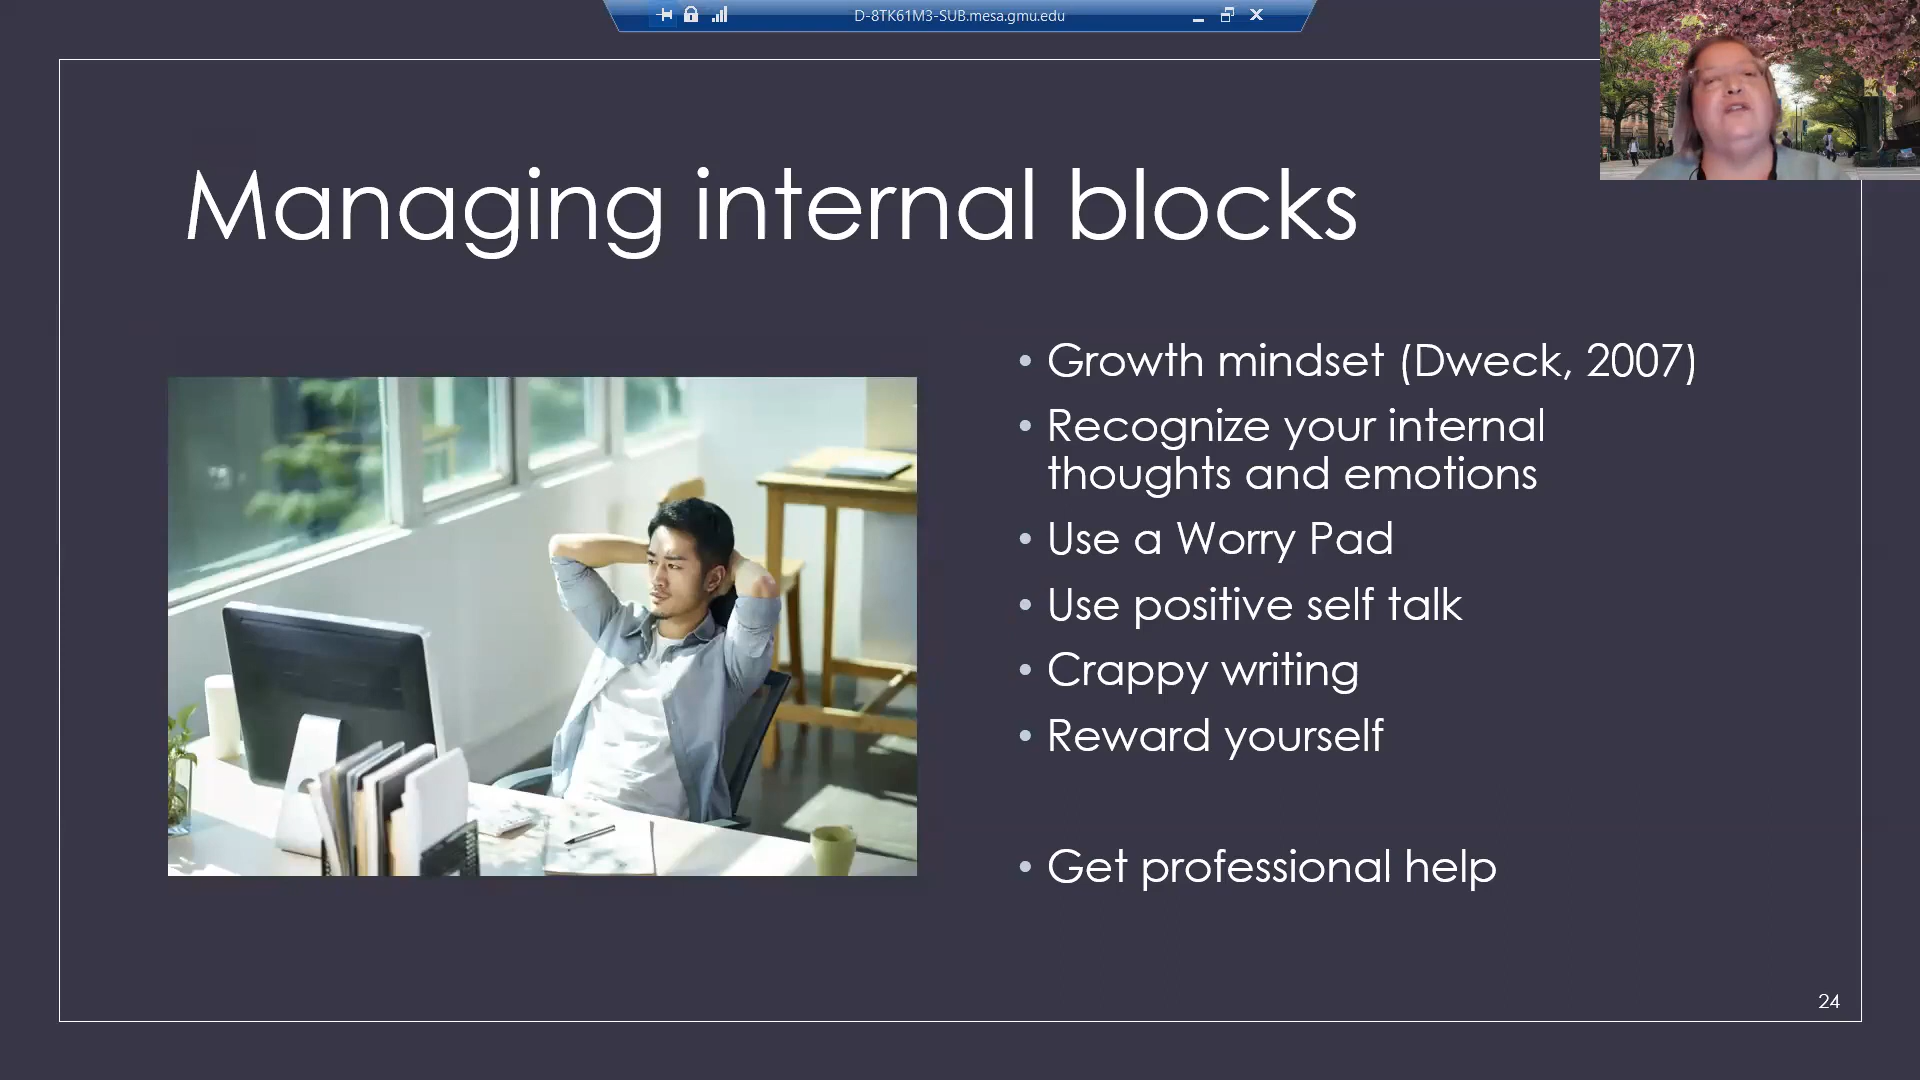 D-8TK61M3-SUB.mesa.gmu.edu
Managing internal blocks
• Growth mindset (Dweck, 2007)
• Recognize your internal
thoughts and emotions
• Use a Worry Pad
• Use positive self talk
• Crappy writing
• Reward yourself
• Get professional help
24